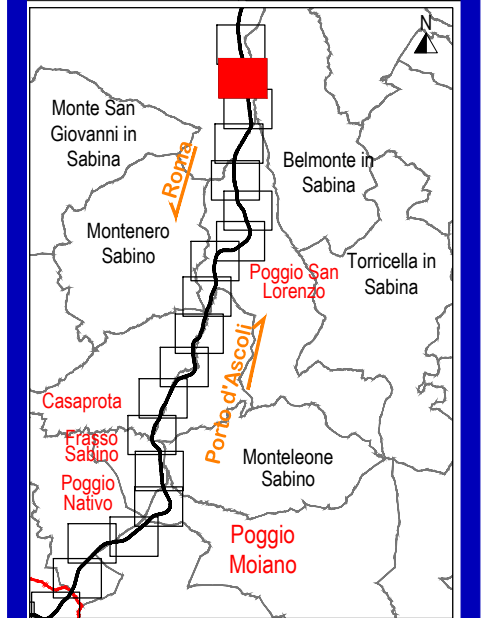 N
Monte San
Giovanni in
Sabina
Roma
Belmonte in
Sabina
Montenero
Sabino
Torricella in
Sabina
Poggio San
Lorenzo
Porto d'Ascoli
Casaprota
Frasso
Sabino
Monteleone
Sabino
Poggio
Nativo
Poggio
Moiano